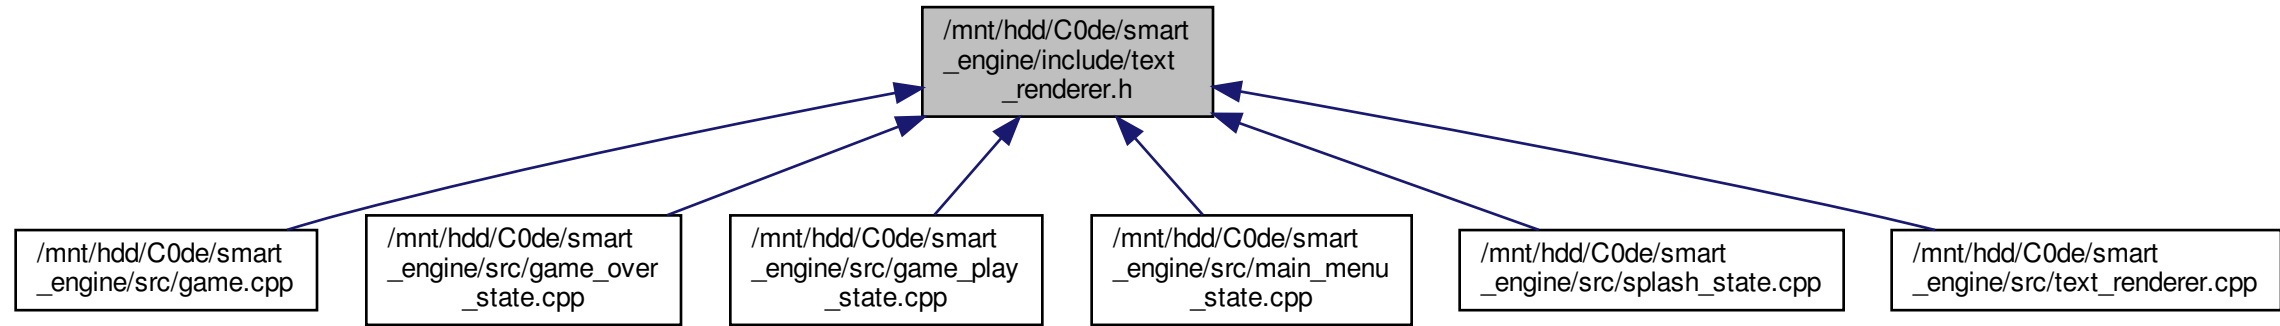 /mnt/hdd/C0de/smart
_engine/include/text
_renderer.h
/mnt/hdd/C0de/smart
_engine/src/game.cpp
/mnt/hdd/C0de/smart
_engine/src/game_over
_state.cpp
/mnt/hdd/C0de/smart
_engine/src/game_play
_state.cpp
/mnt/hdd/C0de/smart
_engine/src/main_menu
_state.cpp
/mnt/hdd/C0de/smart
_engine/src/splash_state.cpp
/mnt/hdd/C0de/smart
_engine/src/text_renderer.cpp